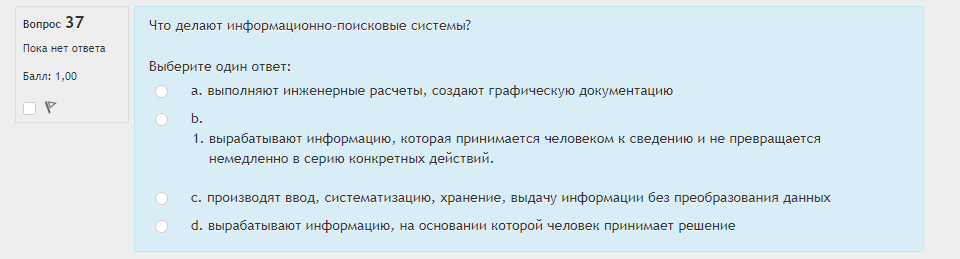 Вопрос 37
Пока нет ответа
Балл: 1,00
Что делают информационно-поисковые системы?
Выберите один ответ:
a. выполняют инженерные расчеты, создают графическую документацию
b.
1. вырабатывают информацию, которая принимается человеком к сведению и не превращается
немедленно в серию конкретных действий.
c. производят ввод, систематизацию, хранение, выдачу информации без преобразования данных
d. вырабатывают информацию, на основании которой человек принимает решение